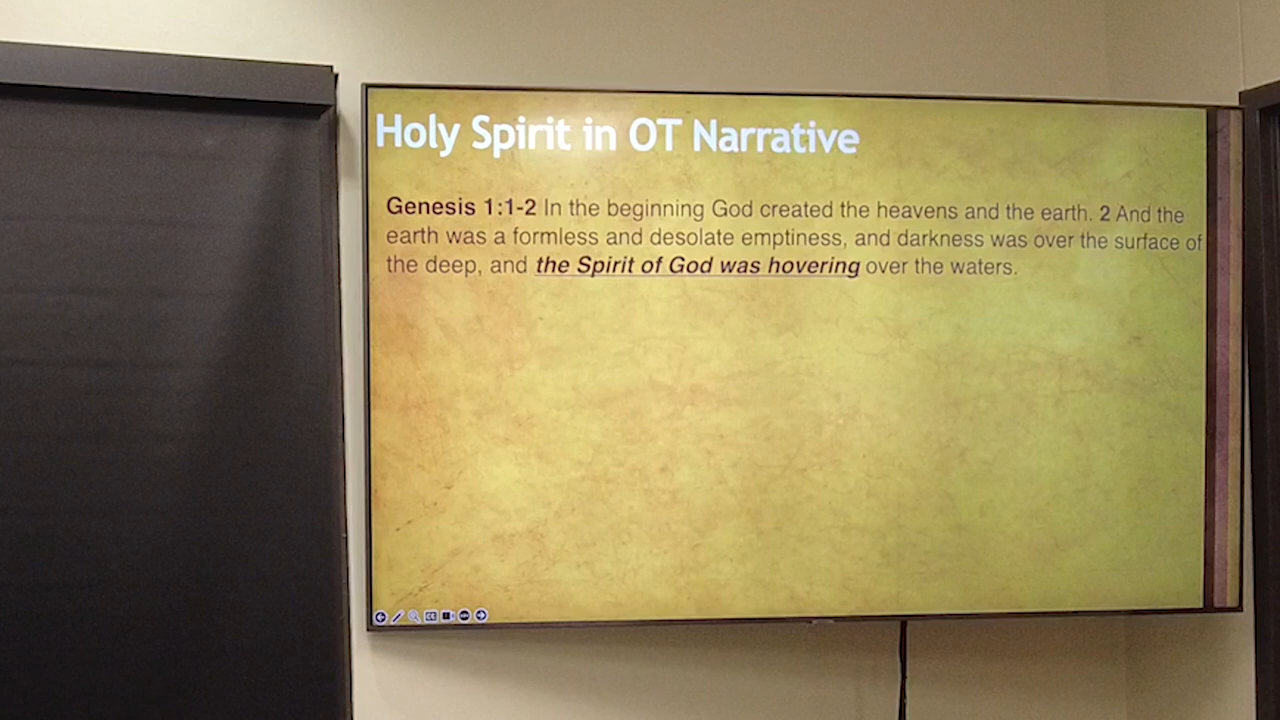 Holy Spirit in OT Narrative
Genesis 1:1-2 In the beginning God created the heavens and the earth. 2 And the
earth was a formless and desolate emptiness, and darkness was over the surface of
the deep, and the Spirit of God was hovering over the waters.